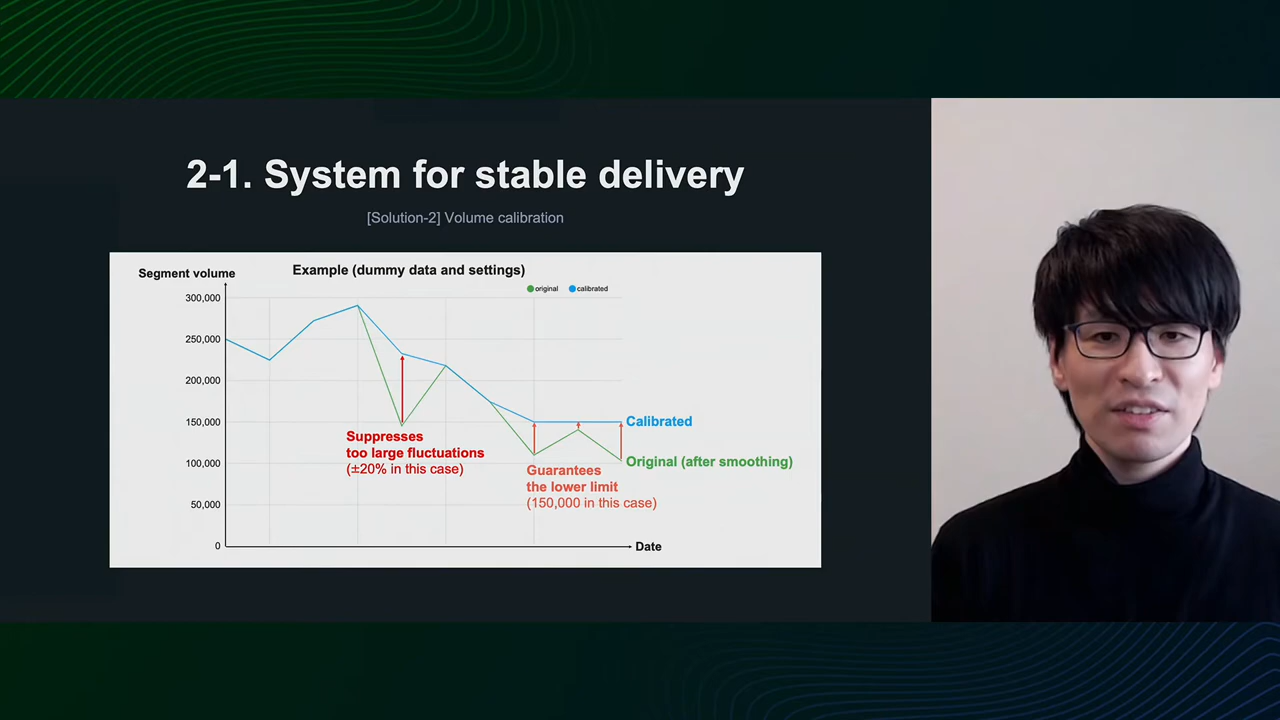 2-1. System for stable delivery
[Solution-2] Volume calibration
Segment volume
Example (dummy data and settings)
original
calibrated
300,000
250,000
200,000
150,000
100,000
50,000
0
Suppresses
too large fluctuations
(±20% in this case)
Guarantees
the lower limit
(150,000 in this case)
Calibrated
Original (after smoothing)
Date